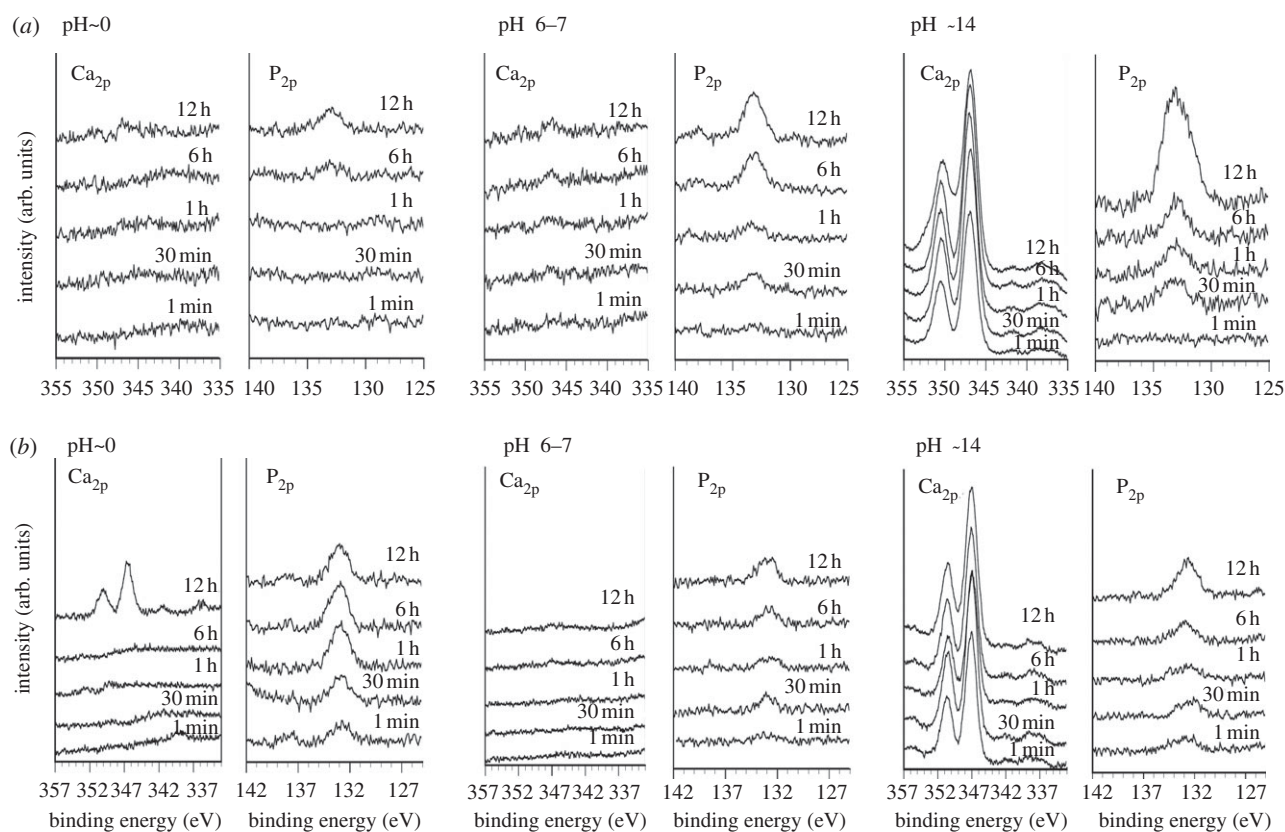 (a) pH~0 pH 6–7 pH ~14
Ca2p P2p Ca2p P2p Ca2p P2p
12 h 12 h 12 h 12 h 12 h 12 h
6 h 6 h 6 h 6 h 6 h 6 h
1 h 1 h 1 h 1 h 1 h 1 h
30 min 30 min 30 min 30 min 30 min 30 min
1 min 1 min 1 min 1 min 1 min 1 min
intensity (arb. units)
355 350 345 340 335 140 135 130 125 355 350 345 340 335 140 135 130 125 355 350 345 340 335 140 135 130 125
(b) pH~0 pH 6–7 pH ~14
Ca2p P2p Ca2p P2p Ca2p P2p
12 h 12 h 12 h 12 h 12 h 12 h
6 h 6 h 6 h 6 h 6 h 6 h
1 h 1 h 1 h 1 h 1 h 1 h
30 min 30 min 30 min 30 min 30 min 30 min
1 min 1 min 1 min 1 min 1 min 1 min
intensity (arb. units)
357 352 347 342 337 142 137 132 127 357 352 347 342 337 142 137 132 127 357 352 347 342 337 142 137 132 127
binding energy (eV) binding energy (eV) binding energy (eV) binding energy (eV) binding energy (eV) binding energy (eV)